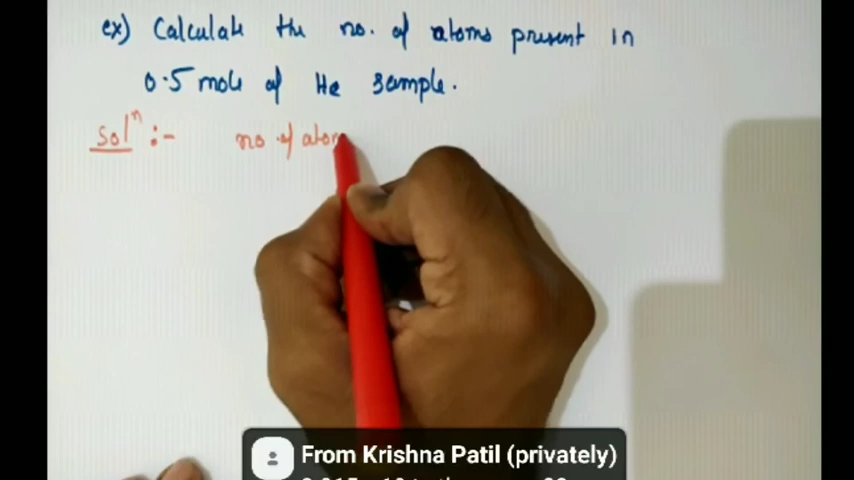 ex) Calculate the no. of atoms present in
0.5 mole of He sample.
Solⁿ :- no of atom
From Krishna Patil (privately)